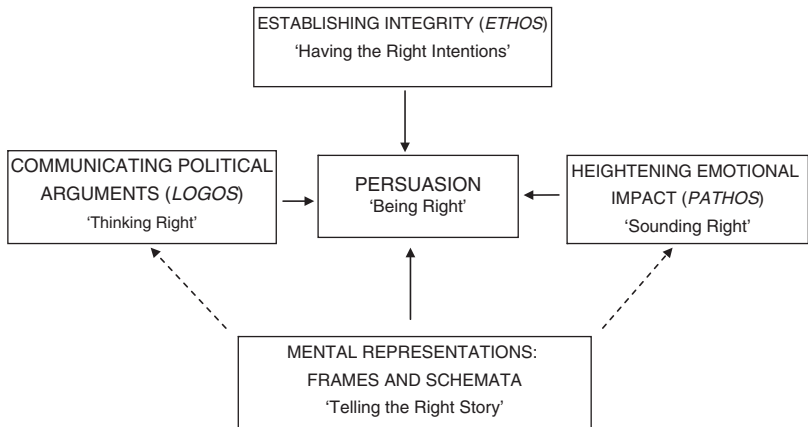 ESTABLISHING INTEGRITY (ETHOS)
‘Having the Right Intentions’
COMMUNICATING POLITICAL
ARGUMENTS (LOGOS)
‘Thinking Right’
PERSUASION
‘Being Right’
HEIGHTENING EMOTIONAL
IMPACT (PATHOS)
‘Sounding Right’
MENTAL REPRESENTATIONS:
FRAMES AND SCHEMATA
‘Telling the Right Story’